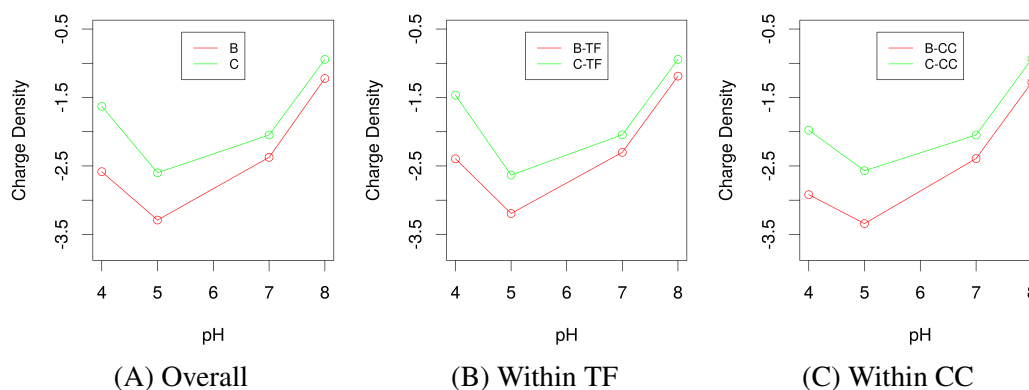 -0.5
-1.5
-2.5
-3.5
Charge Density
B
C
4 5 6 7 8
pH
(A) Overall
-0.5
-1.5
-2.5
-3.5
Charge Density
B-TF
C-TF
4 5 6 7 8
pH
(B) Within TF
-0.5
-1.5
-2.5
-3.5
Charge Density
B-CC
C-CC
4 5 6 7 8
pH
(C) Within CC